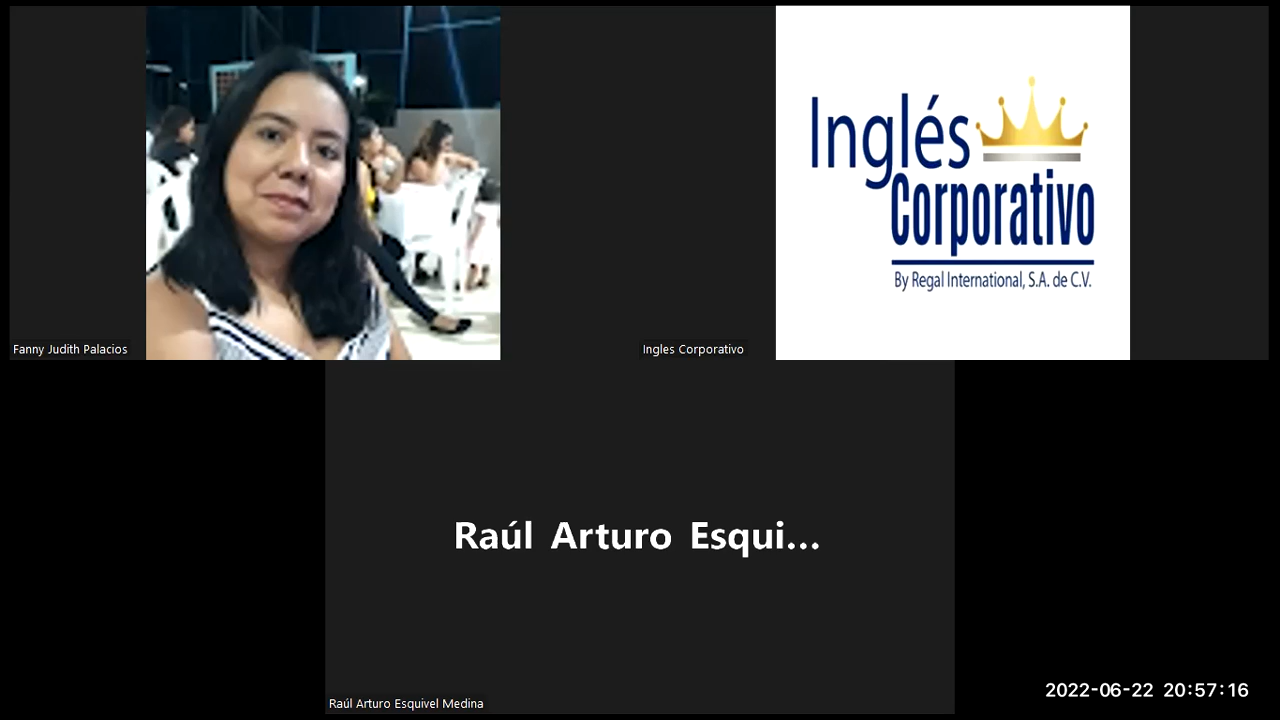 Inglés
Corporativo
By Regal International, S.A. de C.V.
Fanny Judith Palacios
Ingles Corporativo
Raúl Arturo Esqui...
Raúl Arturo Esquivel Medina
2022-06-22 20:57:16